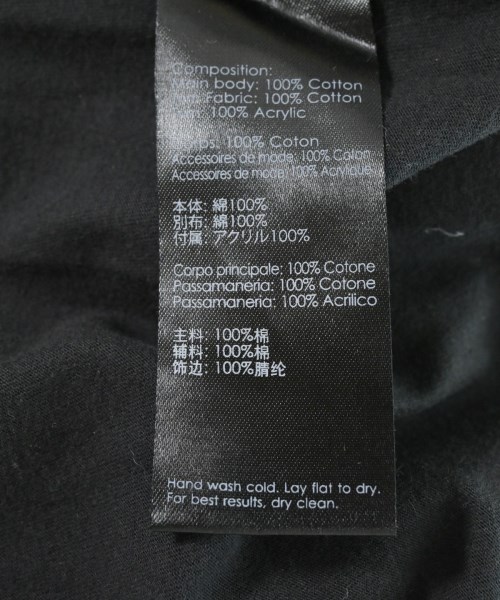 Composition:
Main body: 100% Cotton
Trim Fabric: 100% Cotton
Trim: 100% Acrylic
100% Coton
Accessoires de mode: 100% Coton
Accessoires de mode: 100% Acrylique
本体: 綿100%
別布: 綿100%
付属: アクリル100%
Corpo principale: 100% Cotone
Passamaneria: 100% Cotone
Passamaneria: 100% Acrilico
主料: 100%棉
辅料: 100%棉
饰边: 100%腈纶
Hand wash cold. Lay flat to dry.
For best results, dry clean.